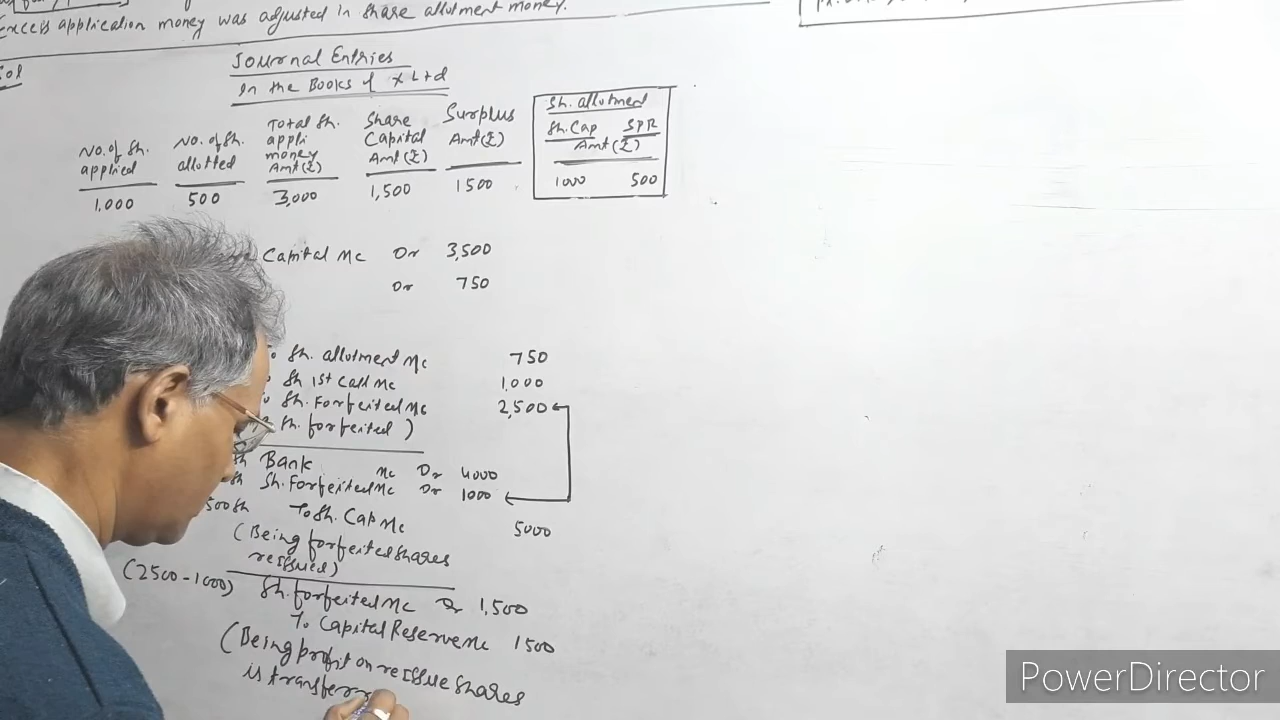 Excess application money was adjusted in share allotment money.
Sol
Journal Entries
In the Books of X Ltd
No. of Sh. applied
No. of Sh. allotted
Total Sh. appli money Amt (₹)
Share Capital Amt (₹)
Surplus Amt (₹)
Sh. allotment
Sh. Cap SPR
Amt (₹)
1,000 500 3,000 1,500 1500 1000 500
Capital A/c Dr 3,500
Dr 750
To Sh. allotment A/c 750
Sh 1st Call A/c 1,000
Sh. Forfeited A/c 2,500
Sh. forfeited )
Bank A/c Dr 4000
Sh. Forfeited A/c Dr 1000
To Sh. Cap A/c 5000
(Being forfeited shares
reissued)
(2500-1000) Sh. forfeited A/c Dr 1,500
To Capital Reserve A/c 1500
(Being profit on reissue shares
is transferr
PowerDirector